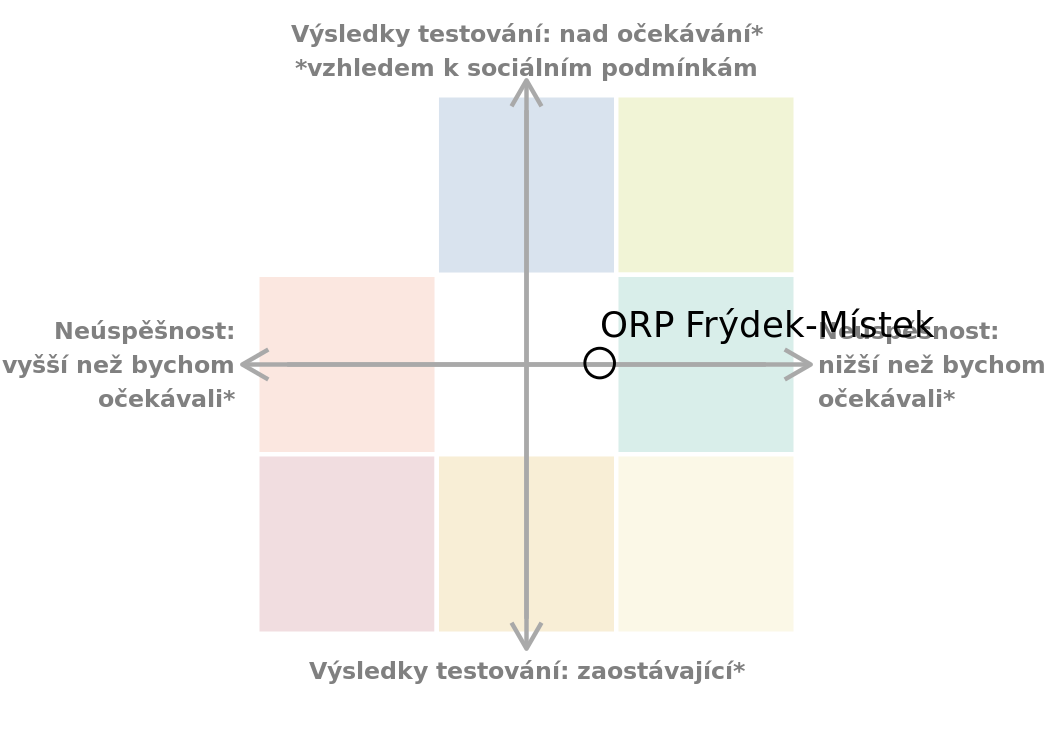 Výsledky testování: nad očekávání*
*vzhledem k sociálním podmínkám
ORP Frýdek-Místek
Neúspěšnost:
vyšší než bychom
očekávali*
Neúspěšnost:
nižší než bychom
očekávali*
Výsledky testování: zaostávající*